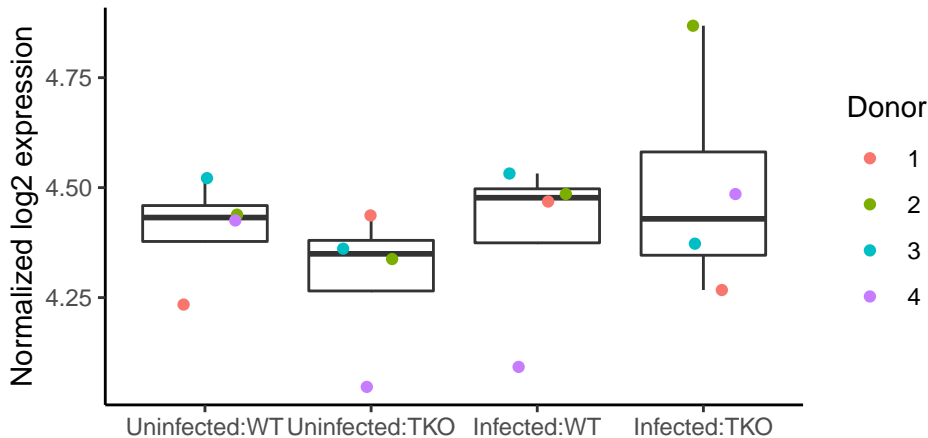 Normalized log2 expression
4.75
4.50
4.25
Uninfected:WT
Uninfected:TKO
Infected:WT
Infected:TKO
Donor
1
2
3
4